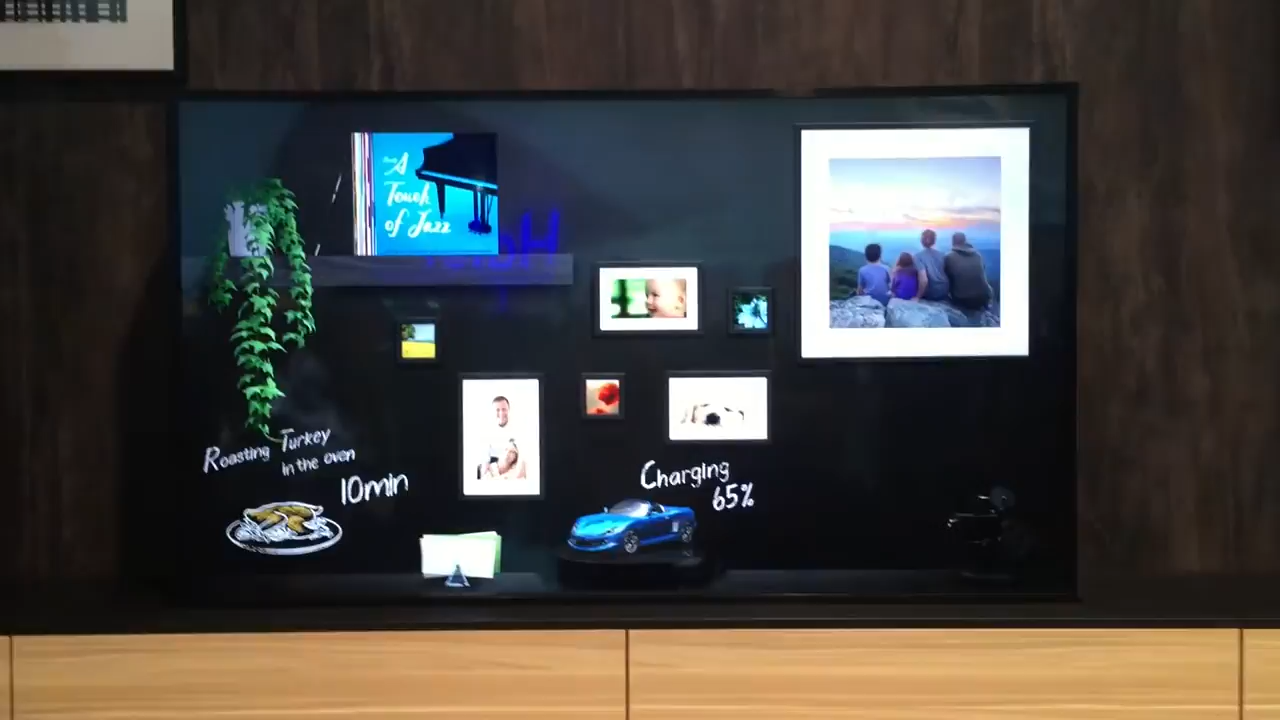 A
Touch
of Jazz
Roasting Turkey
in the oven
10min
Charging
65%